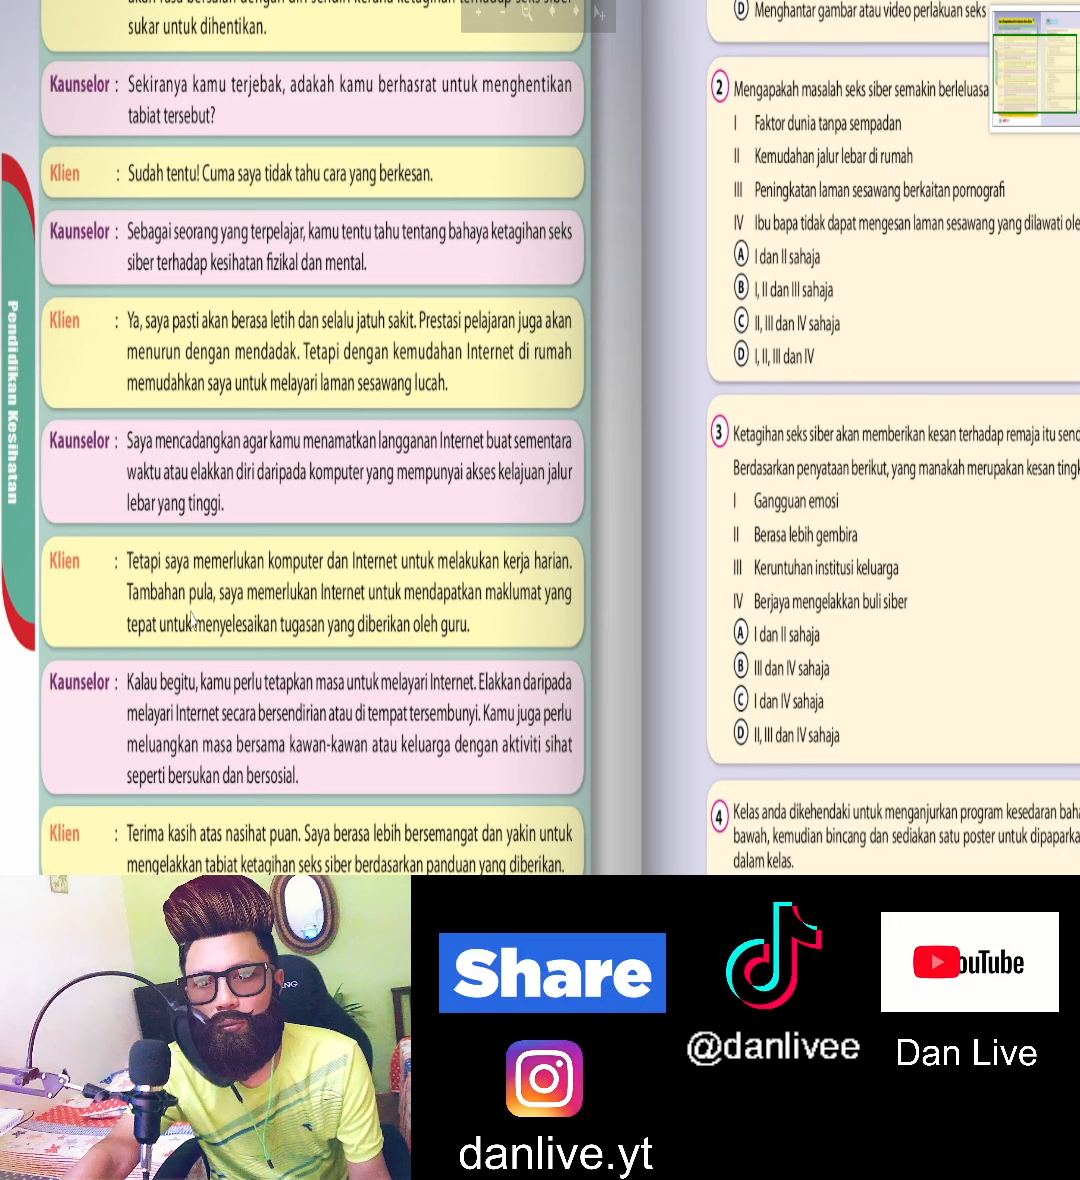 sukar untuk dihentikan.
Kaunselor : Sekiranya kamu terjebak, adakah kamu berhasrat untuk menghentikan
tabiat tersebut?
Klien : Sudah tentu! Cuma saya tidak tahu cara yang berkesan.
Kaunselor : Sebagai seorang yang terpelajar, kamu tentu tahu tentang bahaya ketagihan seks
siber terhadap kesihatan fizikal dan mental.
Klien : Ya, saya pasti akan berasa letih dan selalu jatuh sakit. Prestasi pelajaran juga akan
menurun dengan mendadak. Tetapi dengan kemudahan Internet di rumah
memudahkan saya untuk melayari laman sesawang lucah.
Kaunselor : Saya mencadangkan agar kamu menamatkan langganan Internet buat sementara
waktu atau elakkan diri daripada komputer yang mempunyai akses kelajuan jalur
lebar yang tinggi.
Klien : Tetapi saya memerlukan komputer dan Internet untuk melakukan kerja harian.
Tambahan pula, saya memerlukan Internet untuk mendapatkan maklumat yang
tepat untuk menyelesaikan tugasan yang diberikan oleh guru.
Kaunselor : Kalau begitu, kamu perlu tetapkan masa untuk melayari Internet. Elakkan daripada
melayari Internet secara bersendirian atau di tempat tersembunyi. Kamu juga perlu
meluangkan masa bersama kawan-kawan atau keluarga dengan aktiviti sihat
seperti bersukan dan bersosial.
Klien : Terima kasih atas nasihat puan. Saya berasa lebih bersemangat dan yakin untuk
mengelakkan tabiat ketagihan seks siber berdasarkan panduan yang diberikan.
Pendidikan Kesihatan
D Menghantar gambar atau video perlakuan seks
2 Mengapakah masalah seks siber semakin berleluasa
I Faktor dunia tanpa sempadan
II Kemudahan jalur lebar di rumah
III Peningkatan laman sesawang berkaitan pornografi
IV Ibu bapa tidak dapat mengesan laman sesawang yang dilawati ole
A I dan II sahaja
B I, II dan III sahaja
C II, III dan IV sahaja
D I, II, III dan IV
3 Ketagihan seks siber akan memberikan kesan terhadap remaja itu send
Berdasarkan penyataan berikut, yang manakah merupakan kesan tingk
I Gangguan emosi
II Berasa lebih gembira
III Keruntuhan institusi keluarga
IV Berjaya mengelakkan buli siber
A I dan II sahaja
B III dan IV sahaja
C I dan IV sahaja
D II, III dan IV sahaja
4 Kelas anda dikehendaki untuk menganjurkan program kesedaran baha
bawah, kemudian bincang dan sediakan satu poster untuk dipaparka
dalam kelas.
Share
@danlivee
ouTube
Dan Live
danlive.yt